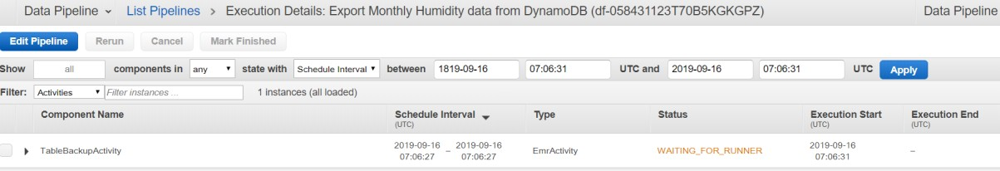 Data Pipeline List Pipelines > Execution Details: Export Monthly Humidity data from DynamoDB (df-058431123T70B5KGKGPZ) Data Pipeline
Edit Pipeline Rerun Cancel Mark Finished
Show all components in any state with Schedule Interval between 1819-09-16 07:06:31 UTC and 2019-09-16 07:06:31 UTC Apply
Filter: Activities Filter instances ... 1 instances (all loaded)
Component Name Schedule Interval Type Status Execution Start Execution End
(UTC) (UTC) (UTC)
TableBackupActivity 2019-09-16 – 2019-09-16 EmrActivity WAITING_FOR_RUNNER 2019-09-16 –
07:06:27 07:06:27 07:06:31